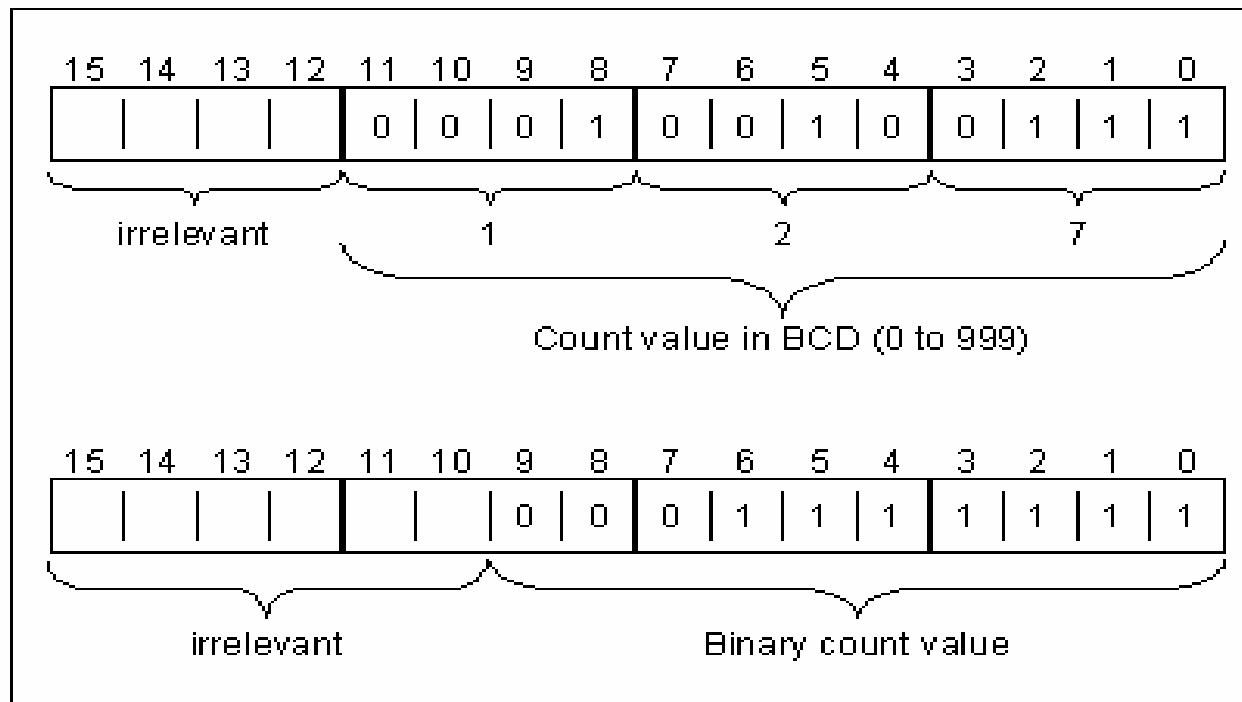 15 14 13 12 11 10 9 8 7 6 5 4 3 2 1 0
0 0 0 1 0 0 1 0 0 1 1 1
irrelevant 1 2 7
Count value in BCD (0 to 999)
15 14 13 12 11 10 9 8 7 6 5 4 3 2 1 0
0 0 0 1 1 1 1 1 1 1
irrelevant Binary count value